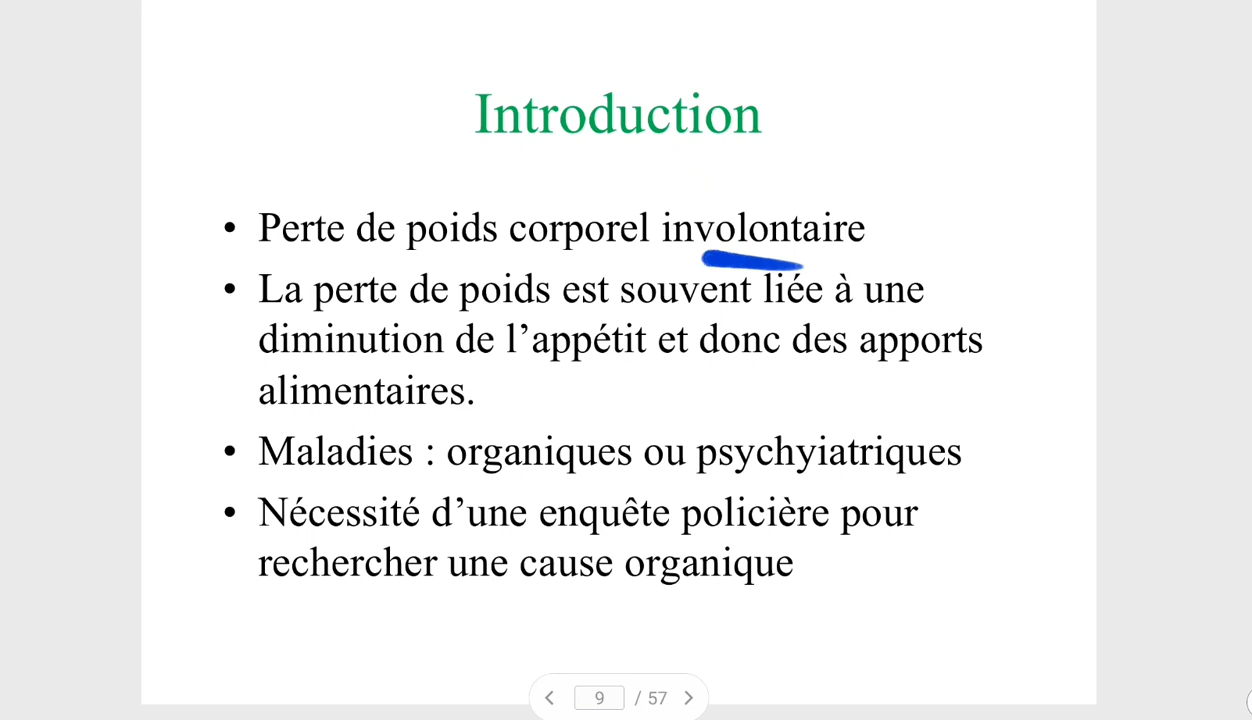 Introduction
• Perte de poids corporel involontaire
• La perte de poids est souvent liée à une
diminution de l’appétit et donc des apports
alimentaires.
• Maladies : organiques ou psychyiatriques
• Nécessité d’une enquête policière pour
rechercher une cause organique
9 / 57